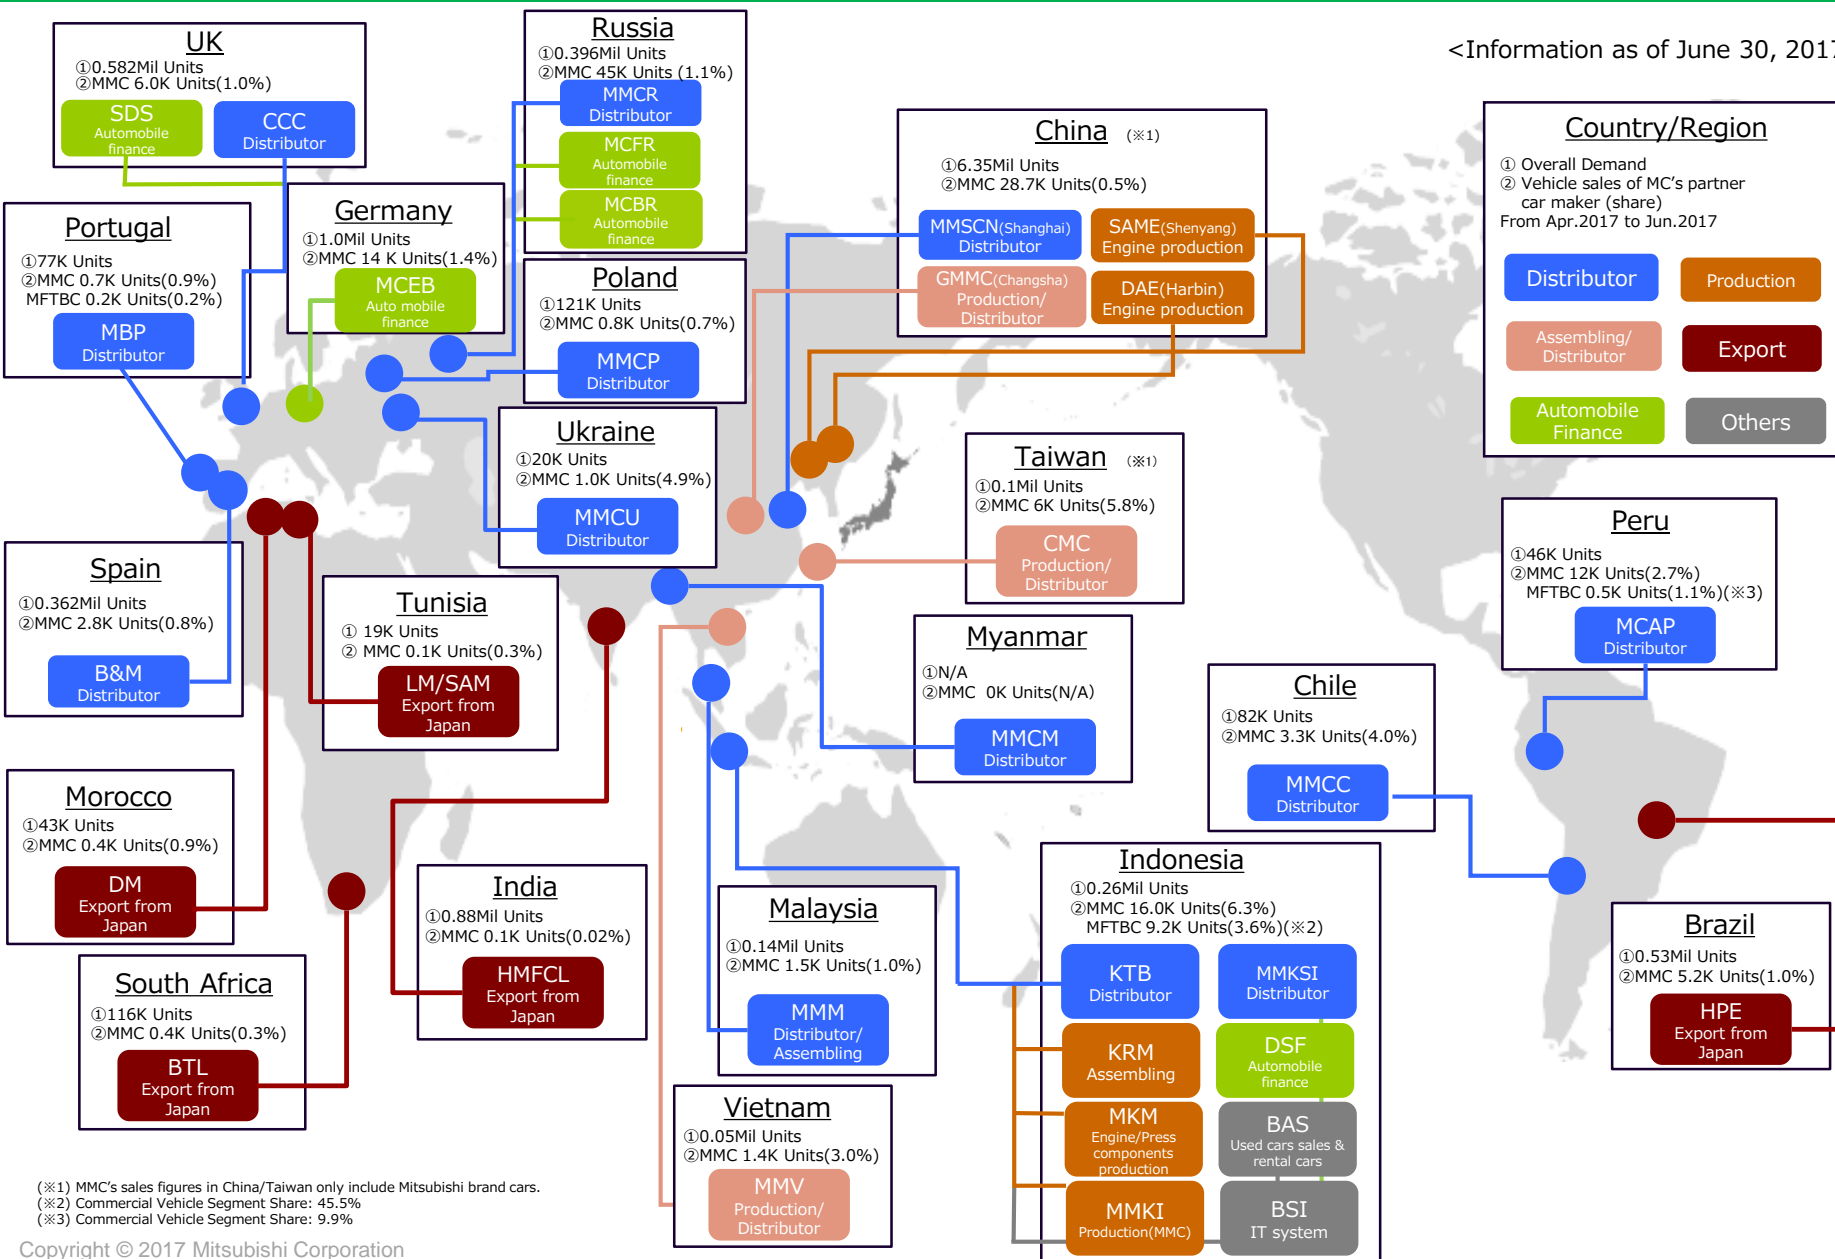 <Information as of June 30, 2017
UK
①0.582Mil Units
②MMC 6.0K Units(1.0%)
SDS
Automobile
finance
CCC
Distributor
Russia
①0.396Mil Units
②MMC 45K Units (1.1%)
MMCR
Distributor
MCFR
Automobile
finance
MCBR
Automobile
finance
China (※1)
①6.35Mil Units
②MMC 28.7K Units(0.5%)
MMSCN(Shanghai)
Distributor
SAME(Shenyang)
Engine production
GMMC(Changsha)
Production/
Distributor
DAE(Harbin)
Engine production
Country/Region
① Overall Demand
② Vehicle sales of MC's partner
car maker (share)
From Apr.2017 to Jun.2017
Distributor
Production
Assembling/
Distributor
Export
Automobile
Finance
Others
Portugal
①77K Units
②MMC 0.7K Units(0.9%)
MFTBC 0.2K Units(0.2%)
MBP
Distributor
Germany
①1.0Mil Units
②MMC 14 K Units(1.4%)
MCEB
Auto mobile
finance
Poland
①121K Units
②MMC 0.8K Units(0.7%)
MMCP
Distributor
Ukraine
①20K Units
②MMC 1.0K Units(4.9%)
MMCU
Distributor
Taiwan (※1)
①0.1Mil Units
②MMC 6K Units(5.8%)
CMC
Production/
Distributor
Peru
①46K Units
②MMC 12K Units(2.7%)
MFTBC 0.5K Units(1.1%)(※3)
MCAP
Distributor
Spain
①0.362Mil Units
②MMC 2.8K Units(0.8%)
B&M
Distributor
Tunisia
① 19K Units
② MMC 0.1K Units(0.3%)
LM/SAM
Export from
Japan
Myanmar
①N/A
②MMC 0K Units(N/A)
MMCM
Distributor
Chile
①82K Units
②MMC 3.3K Units(4.0%)
MMCC
Distributor
Morocco
①43K Units
②MMC 0.4K Units(0.9%)
DM
Export from
Japan
India
①0.88Mil Units
②MMC 0.1K Units(0.02%)
HMFCL
Export from
Japan
Malaysia
①0.14Mil Units
②MMC 1.5K Units(1.0%)
MMM
Distributor/
Assembling
Indonesia
①0.26Mil Units
②MMC 16.0K Units(6.3%)
MFTBC 9.2K Units(3.6%)(※2)
KTB
Distributor
MMKSI
Distributor
KRM
Assembling
DSF
Automobile
finance
MKM
Engine/Press
components
production
BAS
Used cars sales &
rental cars
MMKI
Production(MMC)
BSI
IT system
Brazil
①0.53Mil Units
②MMC 5.2K Units(1.0%)
HPE
Export from
Japan
South Africa
①116K Units
②MMC 0.4K Units(0.3%)
BTL
Export from
Japan
Vietnam
①0.05Mil Units
②MMC 1.4K Units(3.0%)
MMV
Production/
Distributor
(※1) MMC's sales figures in China/Taiwan only include Mitsubishi brand cars.
(※2) Commercial Vehicle Segment Share: 45.5%
(※3) Commercial Vehicle Segment Share: 9.9%
Copyright © 2017 Mitsubishi Corporation